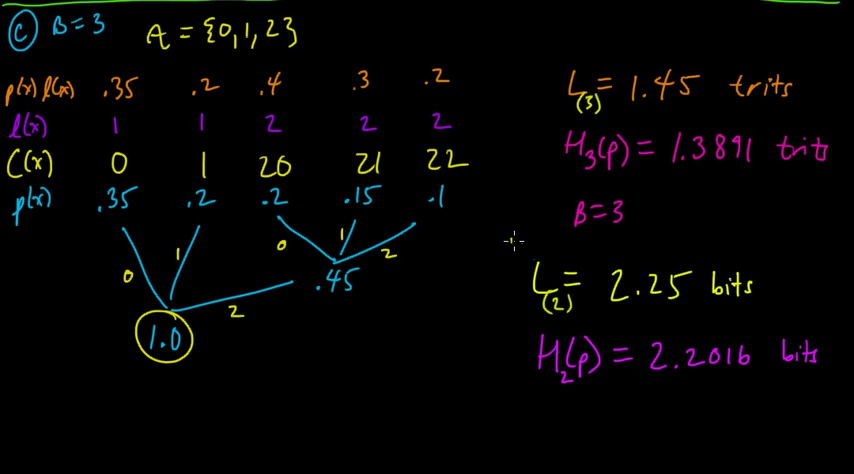 C B=3 A = {0,1,2}
p(x)l(x) .35 .2 .4 .3 .2
l(x) 1 1 2 2 2
C(x) 0 1 20 21 22
p(x) .35 .2 .2 .15 .1
0 1 0 1 2
.45
2
1.0
L(3) = 1.45 trits
H3(p) = 1.3891 trits
B=3
L(2) = 2.25 bits
H2(p) = 2.2016 bits